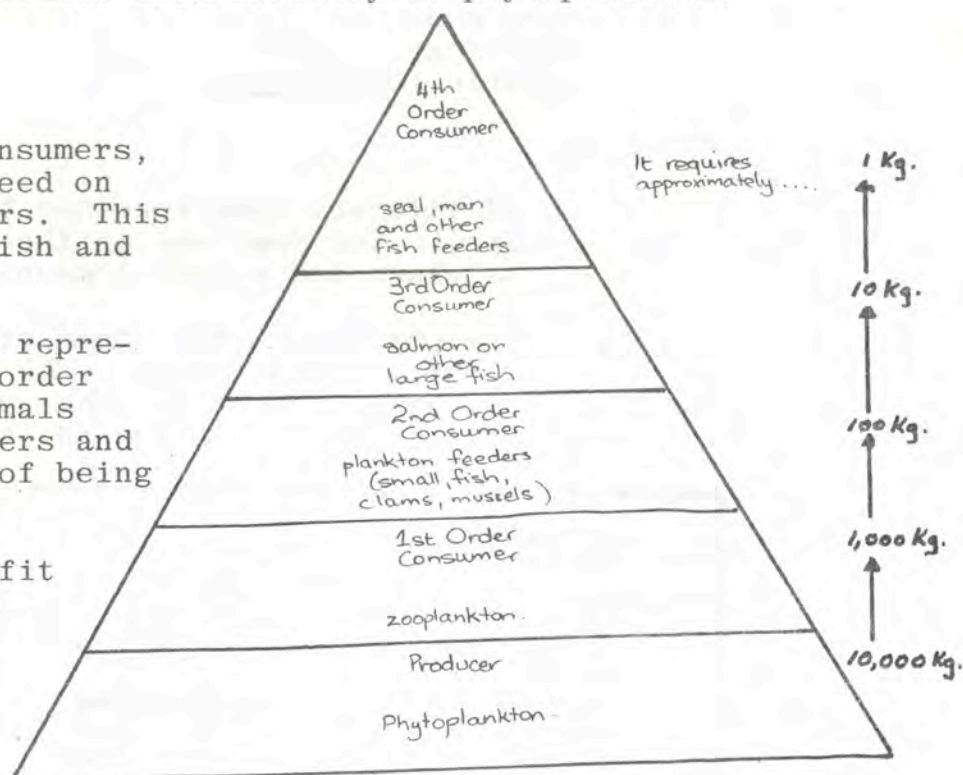 nsumers,
eed on
rs. This
ish and
repre-
order
mals
ers and
of being
fit
4th
Order
Consumer
seal, man
and other
fish feeders
3rd Order
Consumer
salmon or
other
large fish
2nd Order
Consumer
plankton feeders
(small fish,
clams, mussels)
1st Order
Consumer
zooplankton.
Producer
Phytoplankton
It requires
approximately....
1 Kg.
10 Kg.
100 Kg.
1,000 Kg.
10,000 Kg.